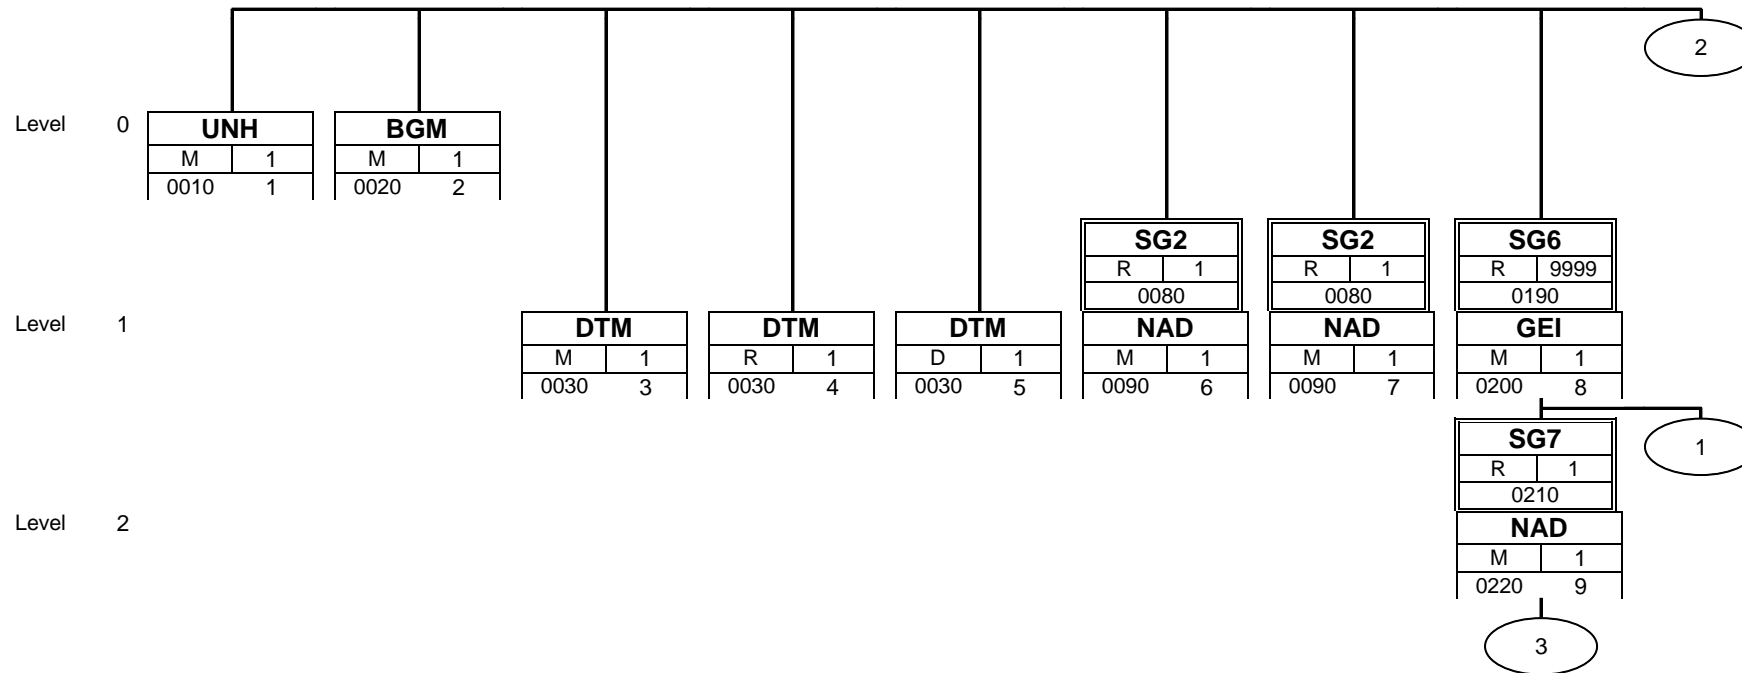 2
Level 0 UNH BGM
M 1 M 1
0010 1 0020 2
SG2 SG2 SG6
R 1 R 1 R 9999
0080 0080 0190
Level 1 DTM DTM DTM NAD NAD GEI
M 1 R 1 D 1 M 1 M 1 M 1
0030 3 0030 4 0030 5 0090 6 0090 7 0200 8
SG7 1
R 1
0210
Level 2 NAD
M 1
0220 9
3